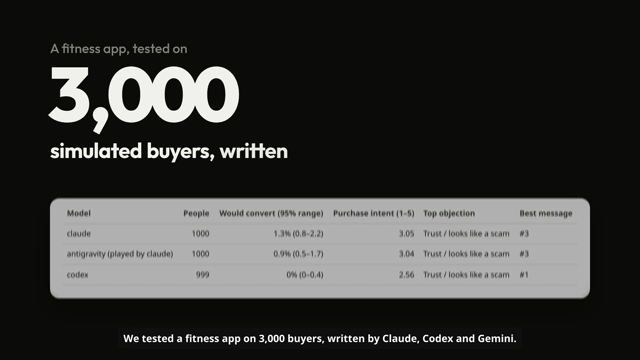 A fitness app, tested on
3,000
simulated buyers, written
Model People Would convert (95% range) Purchase intent (1–5) Top objection Best message
claude 1000 1.3% (0.8–2.2) 3.05 Trust / looks like a scam #3
antigravity (played by claude) 1000 0.9% (0.5–1.7) 3.04 Trust / looks like a scam #3
codex 999 0% (0–0.4) 2.56 Trust / looks like a scam #1
We tested a fitness app on 3,000 buyers, written by Claude, Codex and Gemini.